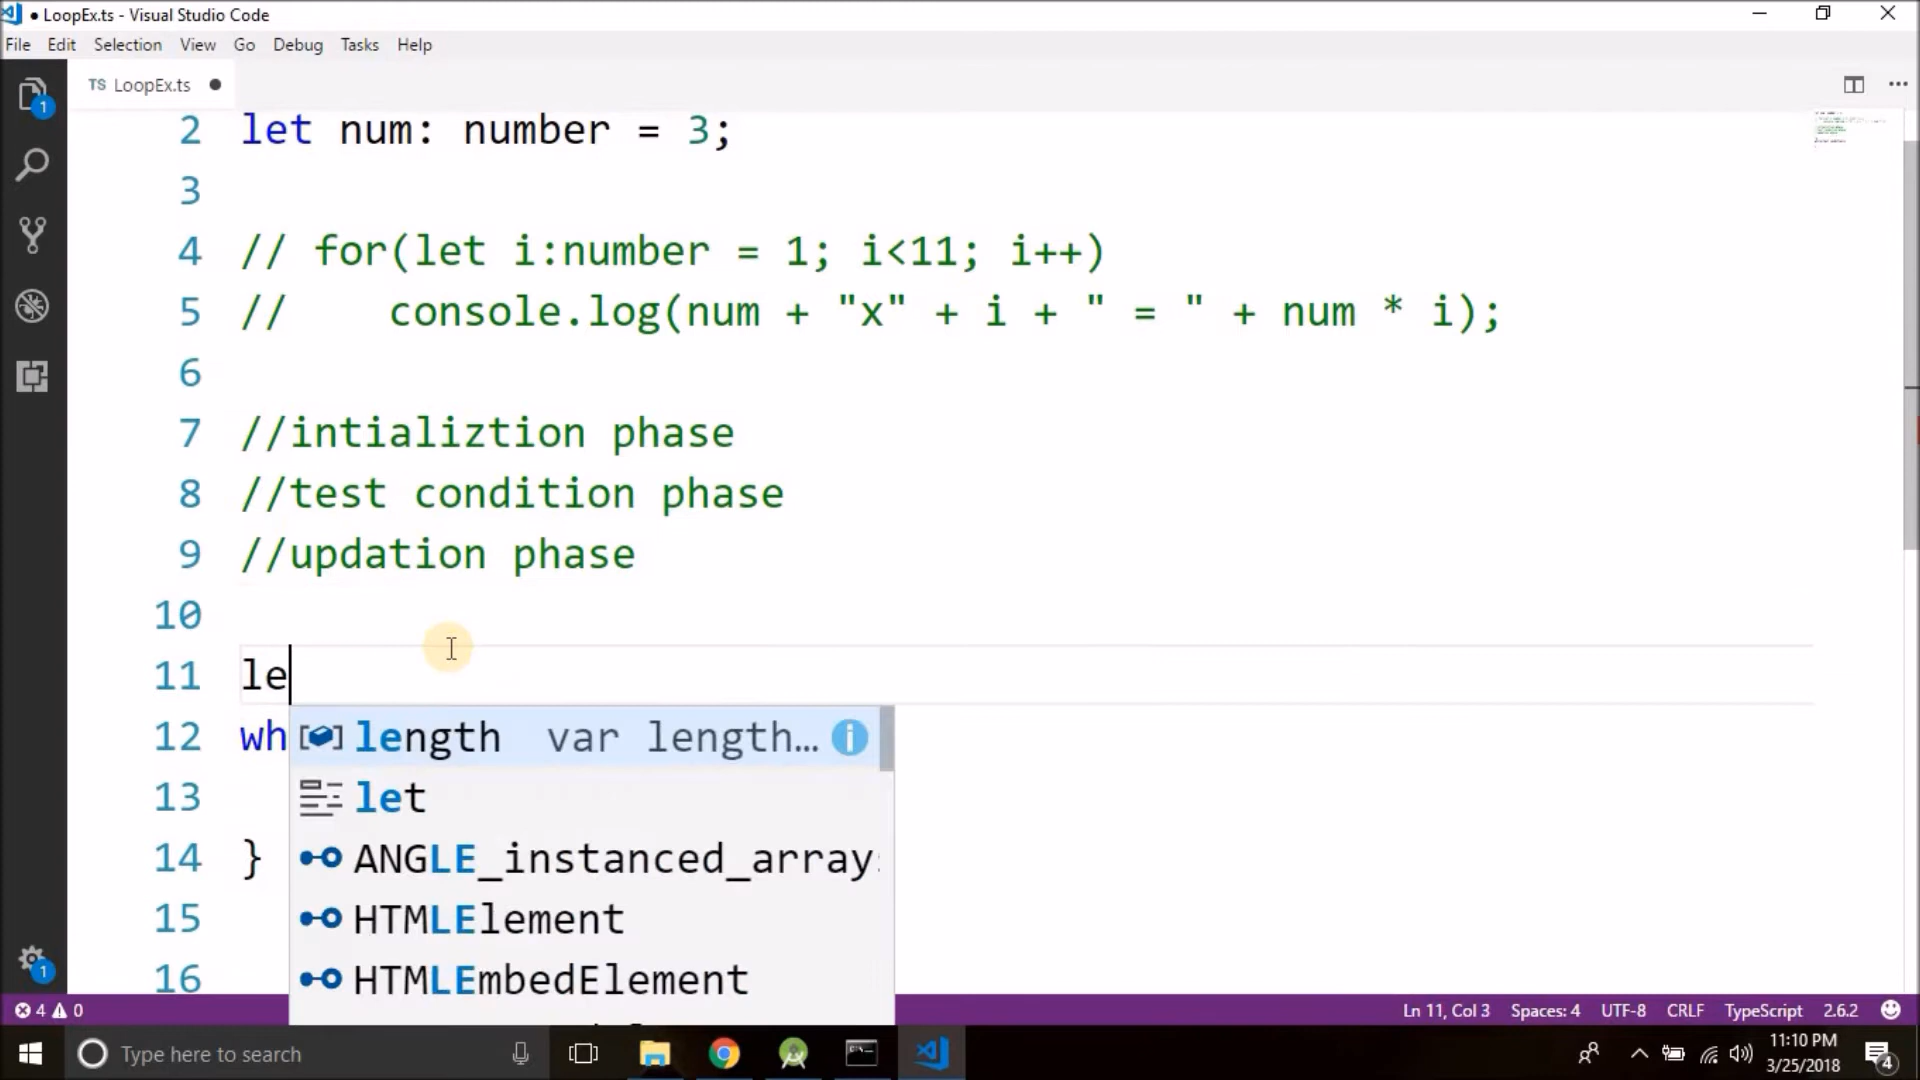 ● LoopEx.ts - Visual Studio Code
File Edit Selection View Go Debug Tasks Help
TS LoopEx.ts ●
2 let num: number = 3;
3
4 // for(let i:number = 1; i<11; i++)
5 //    console.log(num + "x" + i + " = " + num * i);
6
7 //intializtion phase
8 //test condition phase
9 //updation phase
10
11 le
12 wh
length var length…
13
let
14 }
ANGLE_instanced_array
15
HTMLElement
16
HTMLEmbedElement
4 0 Ln 11, Col 3 Spaces: 4 UTF-8 CRLF TypeScript 2.6.2
1
1
Type here to search
11:10 PM
3/25/2018
4